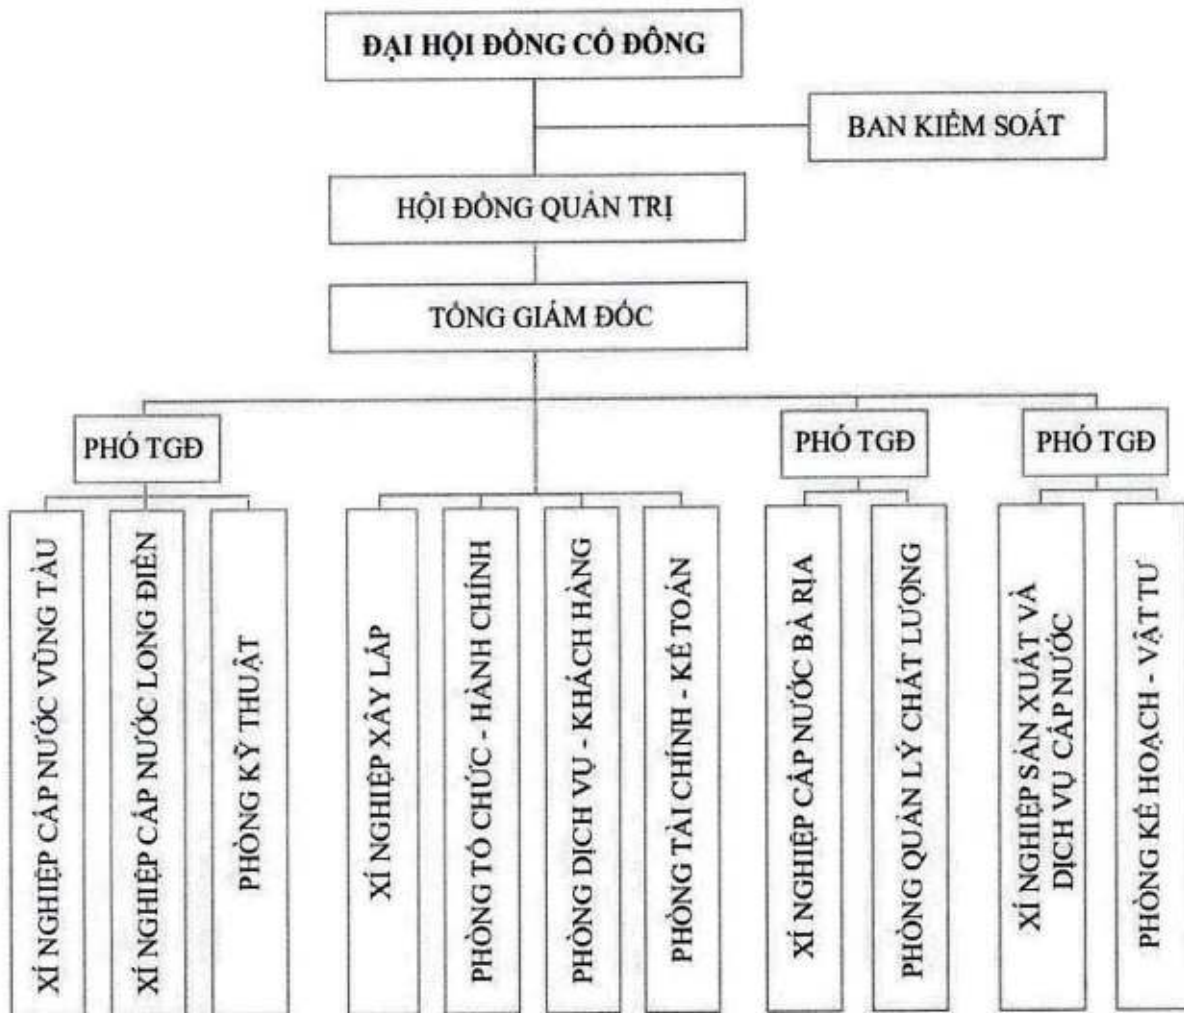 ĐẠI HỘI ĐỒNG CỔ ĐÔNG
BAN KIỂM SOÁT
HỘI ĐỒNG QUẢN TRỊ
TỔNG GIÁM ĐỐC
PHÓ TGĐ
PHÓ TGĐ
PHÓ TGĐ
XÍ NGHIỆP CẤP NƯỚC VŨNG TÀU
XÍ NGHIỆP CẤP NƯỚC LONG ĐIỀN
PHÒNG KỸ THUẬT
XÍ NGHIỆP XÂY LẮP
PHÒNG TỔ CHỨC - HÀNH CHÍNH
PHÒNG DỊCH VỤ - KHÁCH HÀNG
PHÒNG TÀI CHÍNH - KẾ TOÁN
XÍ NGHIỆP CẤP NƯỚC BÀ RỊA
PHÒNG QUẢN LÝ CHẤT LƯỢNG
XÍ NGHIỆP SẢN XUẤT VÀ
DỊCH VỤ CẤP NƯỚC
PHÒNG KẾ HOẠCH - VẬT TƯ